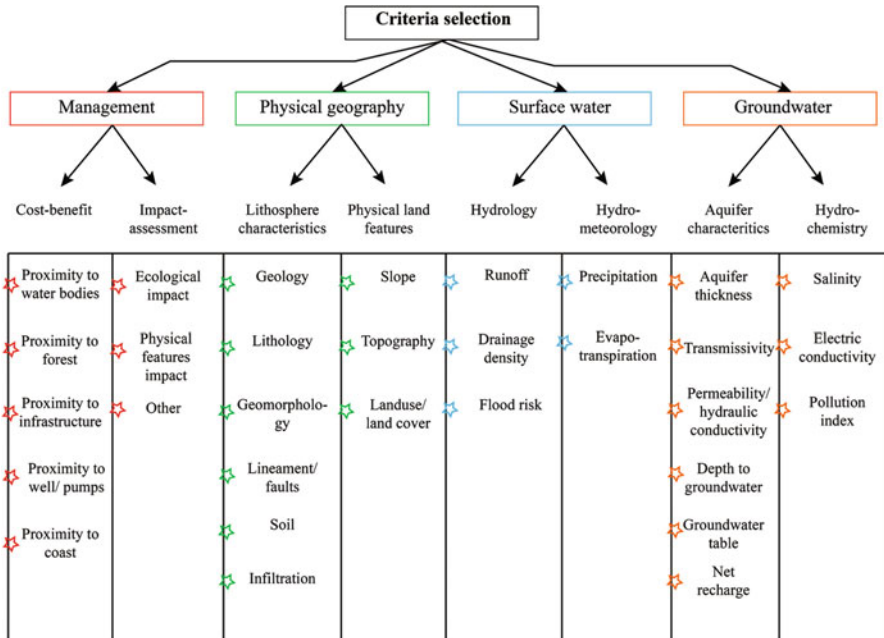 Criteria selection
Management
Physical geography
Surface water
Groundwater
Cost-benefit
Impact-
assessment
Lithosphere
characteristics
Physical land
features
Hydrology
Hydro-
meteorology
Aquifer
characteritics
Hydro-
chemistry
Proximity to
water bodies
Proximity to
forest
Proximity to
infrastructure
Proximity to
well/ pumps
Proximity to
coast
Ecological
impact
Physical
features
impact
Other
Geology
Lithology
Geomorpholo-
gy
Lineament/
faults
Soil
Infiltration
Slope
Topography
Landuse/
land cover
Runoff
Drainage
density
Flood risk
Precipitation
Evapo-
transpiration
Aquifer
thickness
Transmissivity
Permeability/
hydraulic
conductivity
Depth to
groundwater
Groundwater
table
Net
recharge
Salinity
Electric
conductivity
Pollution
index